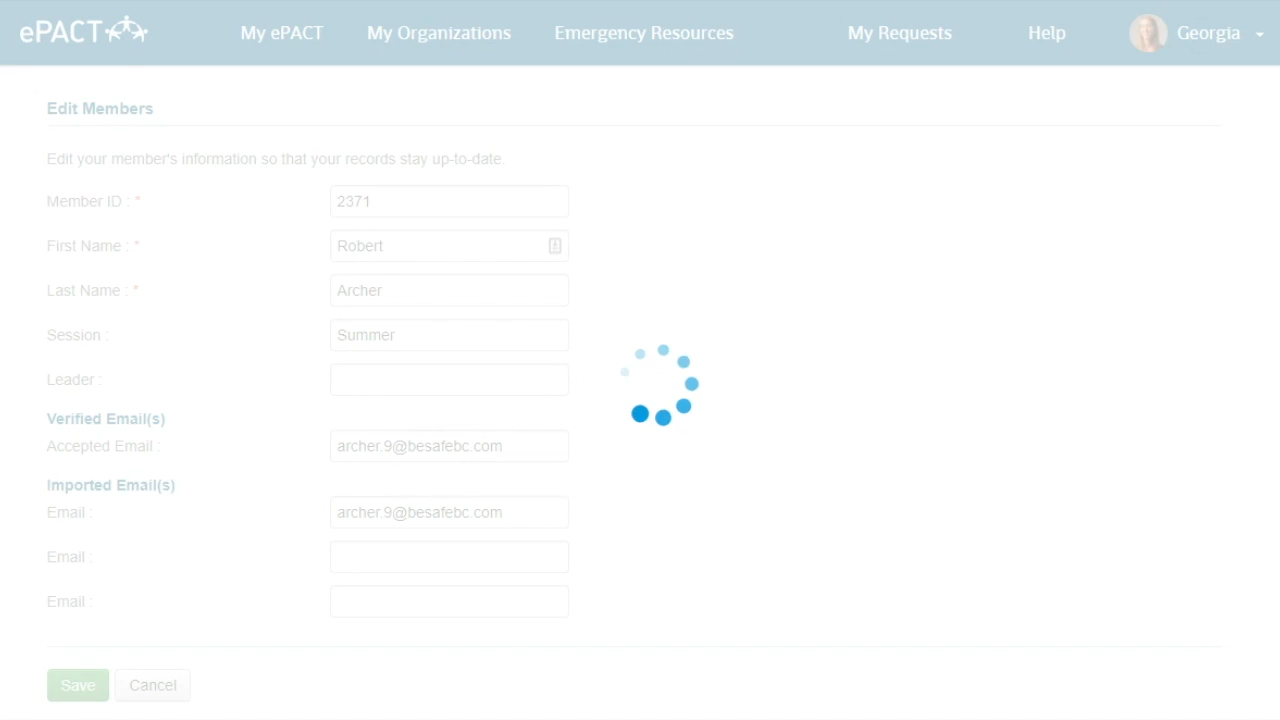 ePACT My ePACT My Organizations Emergency Resources My Requests Help Georgia
Edit Members
Edit your member's information so that your records stay up-to-date.
Member ID : * 2371
First Name : * Robert
Last Name : * Archer
Session : Summer
Leader :
Verified Email(s)
Accepted Email : archer.9@besafebc.com
Imported Email(s)
Email : archer.9@besafebc.com
Email :
Email :
Save Cancel